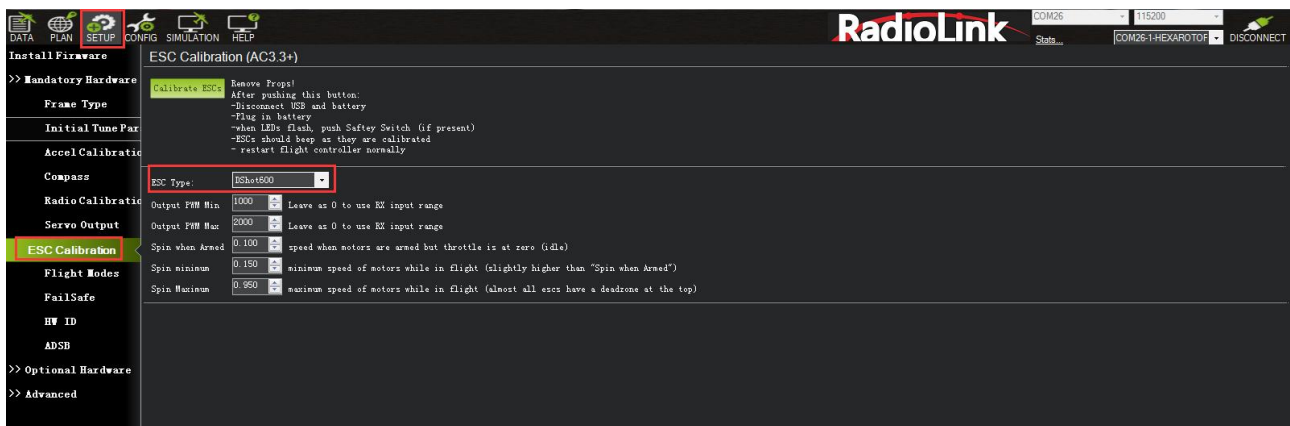 DATA PLAN SETUP CONFIG SIMULATION HELP
RadioLink
COM26 115200
Stats... COM26-1-HEXAROTOF DISCONNECT
Install Firmware
>> Mandatory Hardware
Frame Type
Initial Tune Par
Accel Calibratio
Compass
Radio Calibratio
Servo Output
ESC Calibration
Flight Modes
FailSafe
HW ID
ADSB
>> Optional Hardware
>> Advanced
ESC Calibration (AC3.3+)
Calibrate ESCs
Remove Props!
After pushing this button:
-Disconnect USB and battery
-Plug in battery
-when LEDs flash, push Saftey Switch (if present)
-ESCs should beep as they are calibrated
- restart flight controller normally
ESC Type: DShot600
Output PWM Min 1000 Leave as 0 to use RX input range
Output PWM Max 2000 Leave as 0 to use RX input range
Spin when Armed 0.100 speed when motors are armed but throttle is at zero (idle)
Spin minimum 0.150 minimum speed of motors while in flight (slightly higher than "Spin when Armed")
Spin Maximum 0.950 maximum speed of motors while in flight (almost all escs have a deadzone at the top)